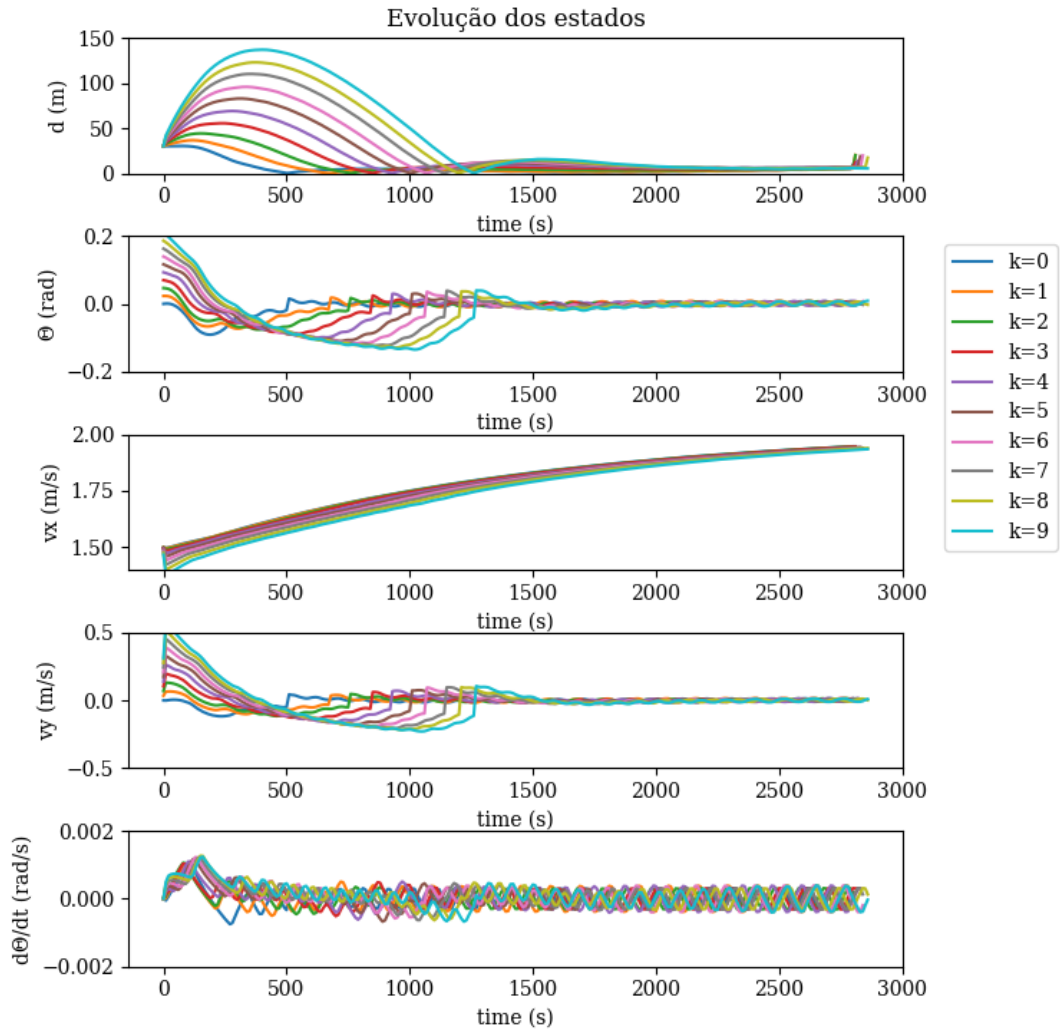 Evolução dos estados
150
100
50
0
d (m)
0 500 1000 1500 2000 2500 3000
time (s)
0.2
0.0
−0.2
Θ (rad)
0 500 1000 1500 2000 2500 3000
time (s)
2.00
1.75
1.50
vx (m/s)
0 500 1000 1500 2000 2500 3000
time (s)
0.5
0.0
−0.5
vy (m/s)
0 500 1000 1500 2000 2500 3000
time (s)
0.002
0.000
−0.002
dΘ/dt (rad/s)
0 500 1000 1500 2000 2500 3000
time (s)
k=0
k=1
k=2
k=3
k=4
k=5
k=6
k=7
k=8
k=9